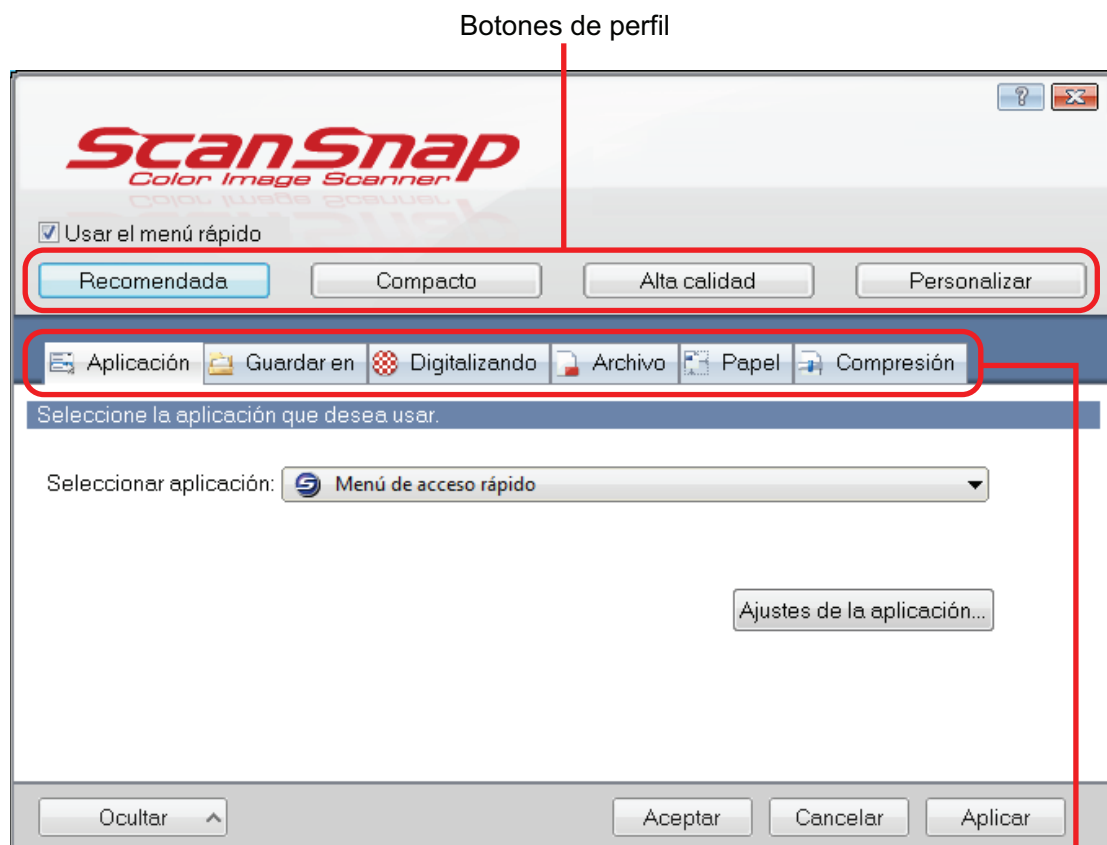 Botones de perfil
ScanSnap
Color Image Scanner
Usar el menú rápido
Recomendada Compacto Alta calidad Personalizar
Aplicación Guardar en Digitalizando Archivo Papel Compresión
Seleccione la aplicación que desea usar.
Seleccionar aplicación: Menú de acceso rápido
Ajustes de la aplicación...
Ocultar Aceptar Cancelar Aplicar